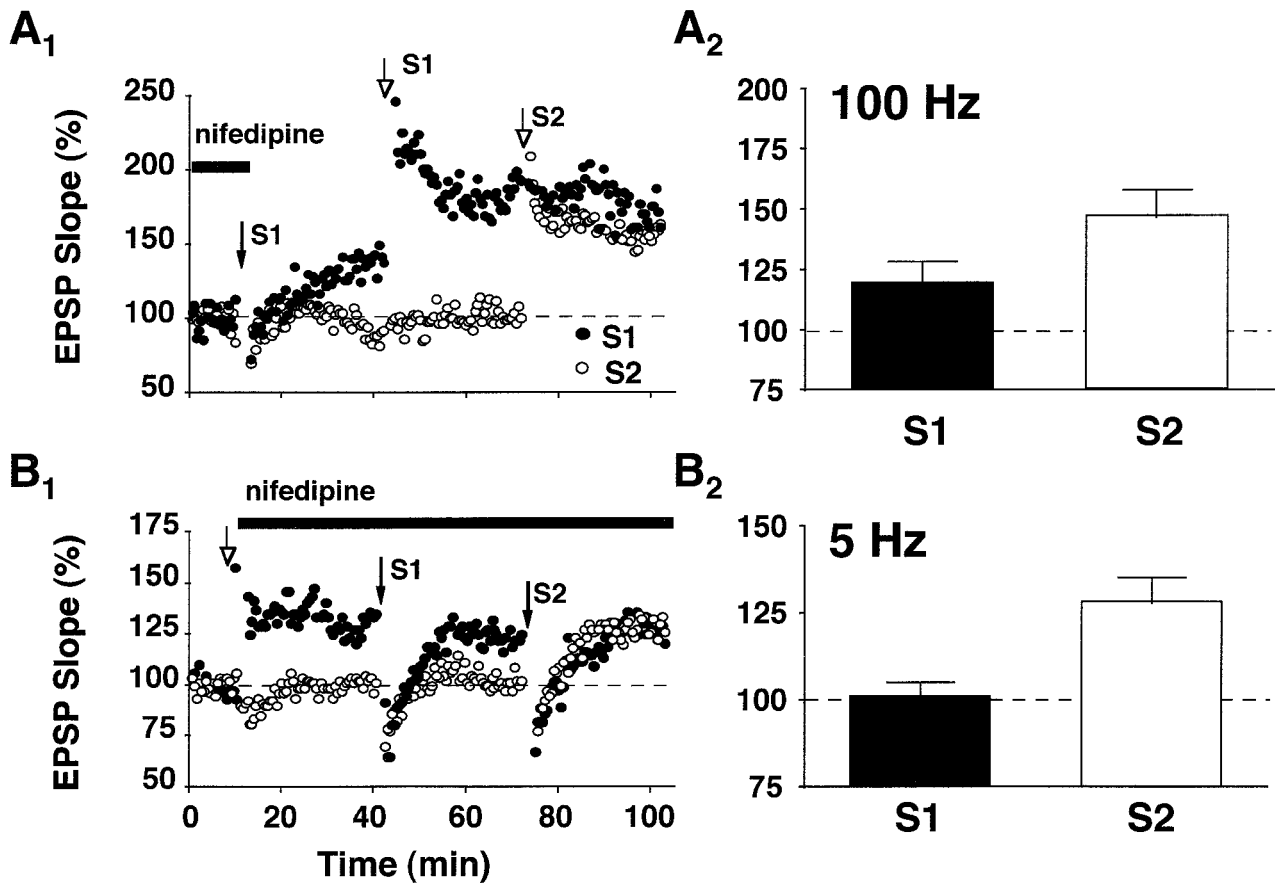 A1
EPSP Slope (%)
250
200
150
100
50
nifedipine
S1
S1
S2
S1
S2
A2
200
175
150
125
100
75
100 Hz
S1
S2
B1
EPSP Slope (%)
175
150
125
100
75
50
nifedipine
S1
S2
0
20
40
60
80
100
Time (min)
B2
150
125
100
75
5 Hz
S1
S2